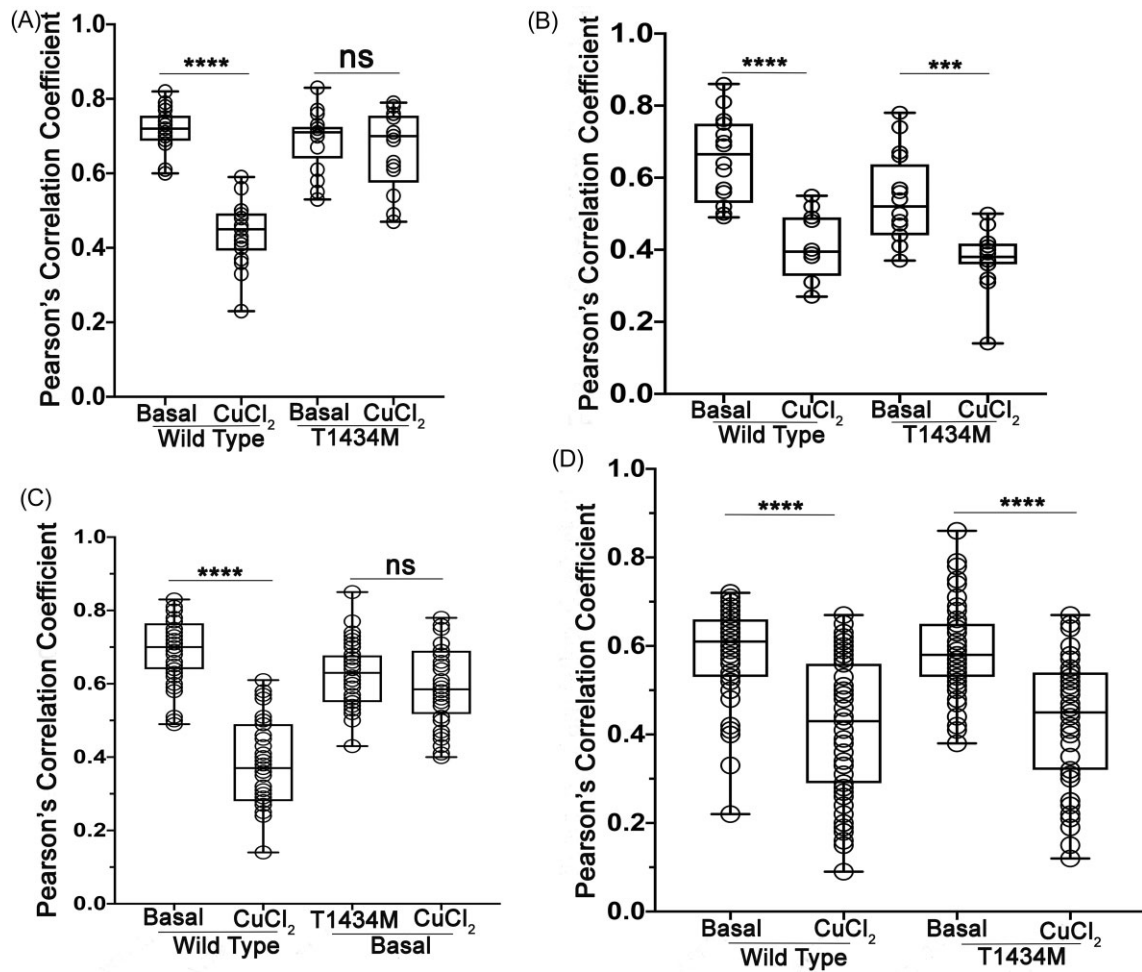 (A)
Pearson's Correlation Coefficient
1.0
0.8
0.6
0.4
0.2
0.0
**** ns
Basal CuCl₂ Basal CuCl₂
Wild Type T1434M
(B)
Pearson's Correlation Coefficient
1.0
0.8
0.6
0.4
0.2
0.0
**** ***
Basal CuCl₂ Basal CuCl₂
Wild Type T1434M
(C)
Pearson's Correlation Coefficient
1.0
0.8
0.6
0.4
0.2
0.0
**** ns
Basal CuCl₂ T1434M CuCl₂
Wild Type Basal
(D)
Pearson's Correlation Coefficient
1.0
0.8
0.6
0.4
0.2
0.0
**** ****
Basal CuCl₂ Basal CuCl₂
Wild Type T1434M